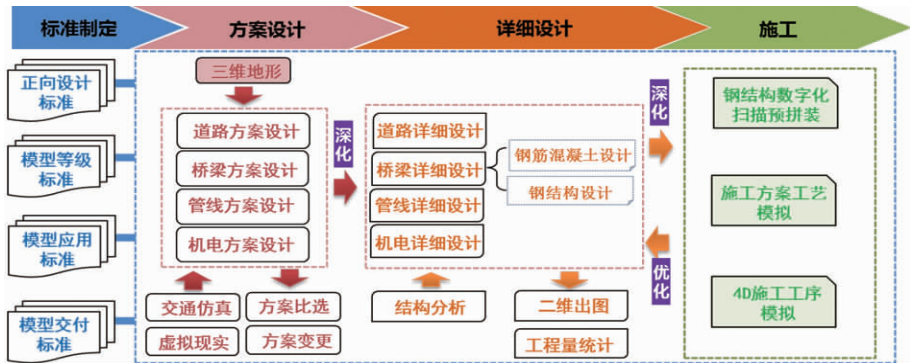 标准制定
方案设计
详细设计
施工
正向设计
标准
模型等级
标准
模型应用
标准
模型交付
标准
三维地形
道路方案设计
桥梁方案设计
管线方案设计
机电方案设计
交通仿真
虚拟现实
方案比选
方案变更
深化
道路详细设计
桥梁详细设计
管线详细设计
机电详细设计
钢筋混凝土设计
钢结构设计
结构分析
二维出图
工程量统计
深化
优化
钢结构数字化
扫描预拼装
施工方案工艺
模拟
4D施工工序
模拟